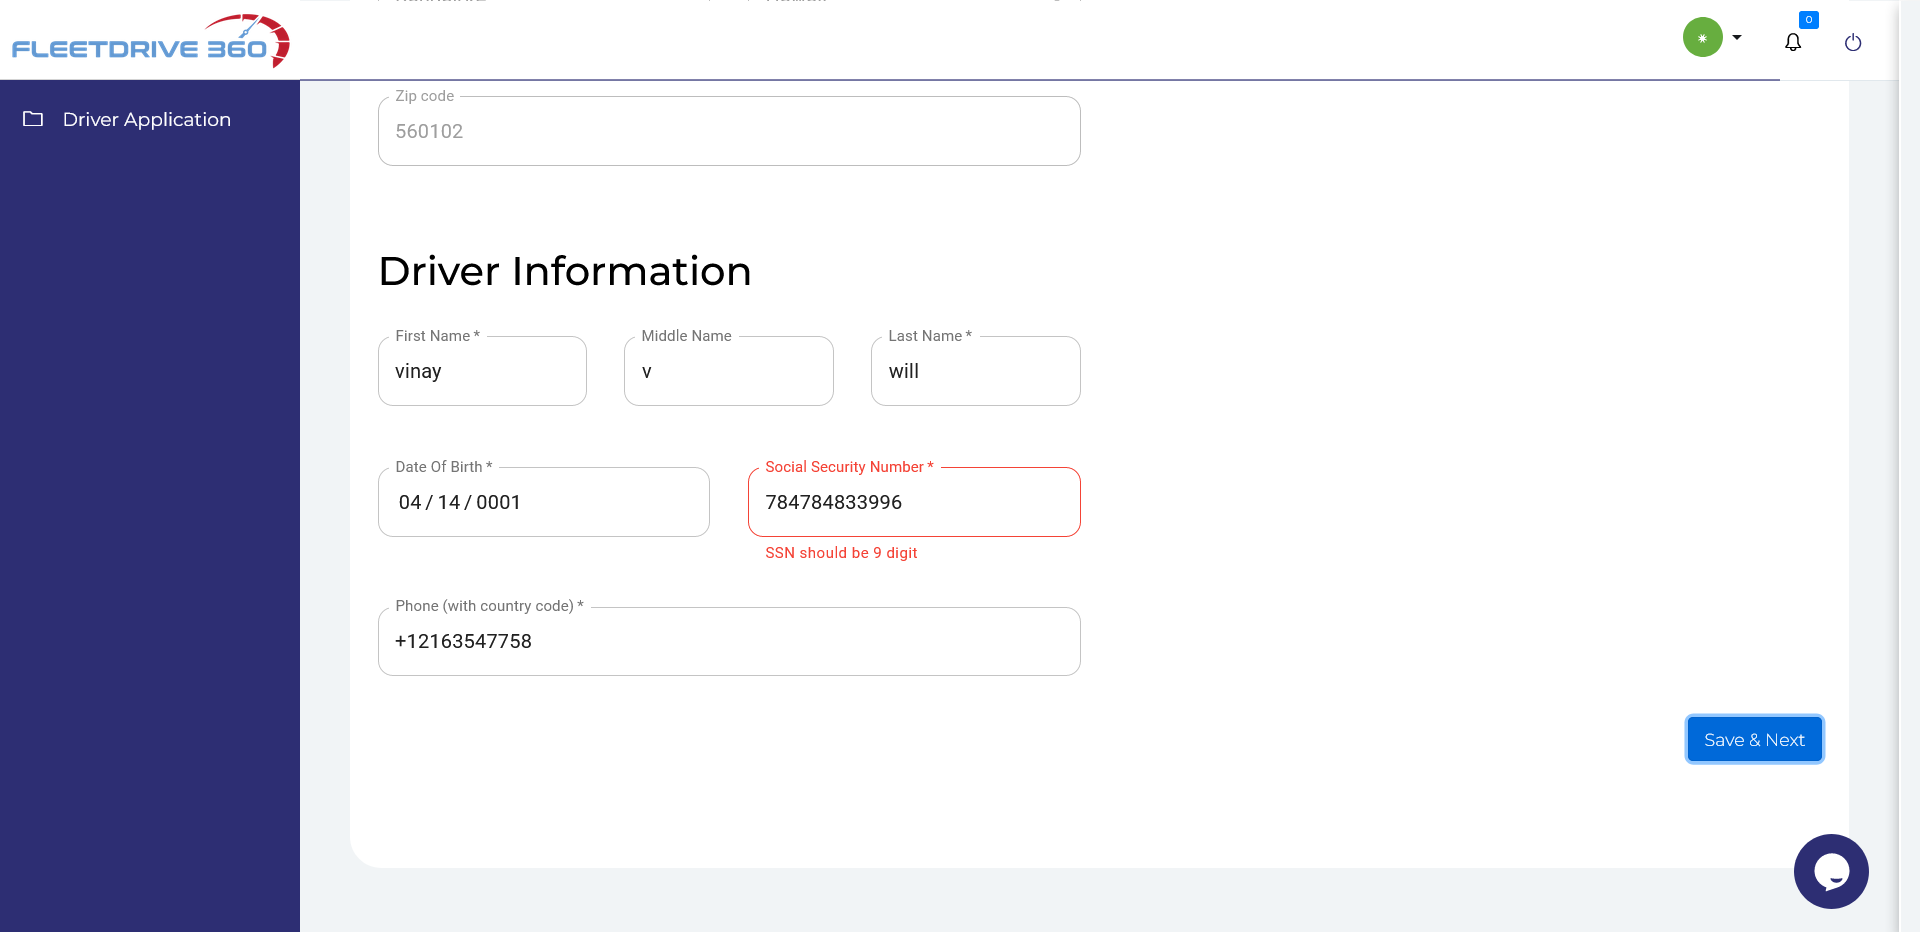 FLEETDRIVE 360
0
Driver Application
Zip code
560102
Driver Information
First Name *
Middle Name
Last Name *
vinay
v
will
Date Of Birth *
Social Security Number *
04 / 14 / 0001
784784833996
SSN should be 9 digit
Phone (with country code) *
+12163547758
Save & Next